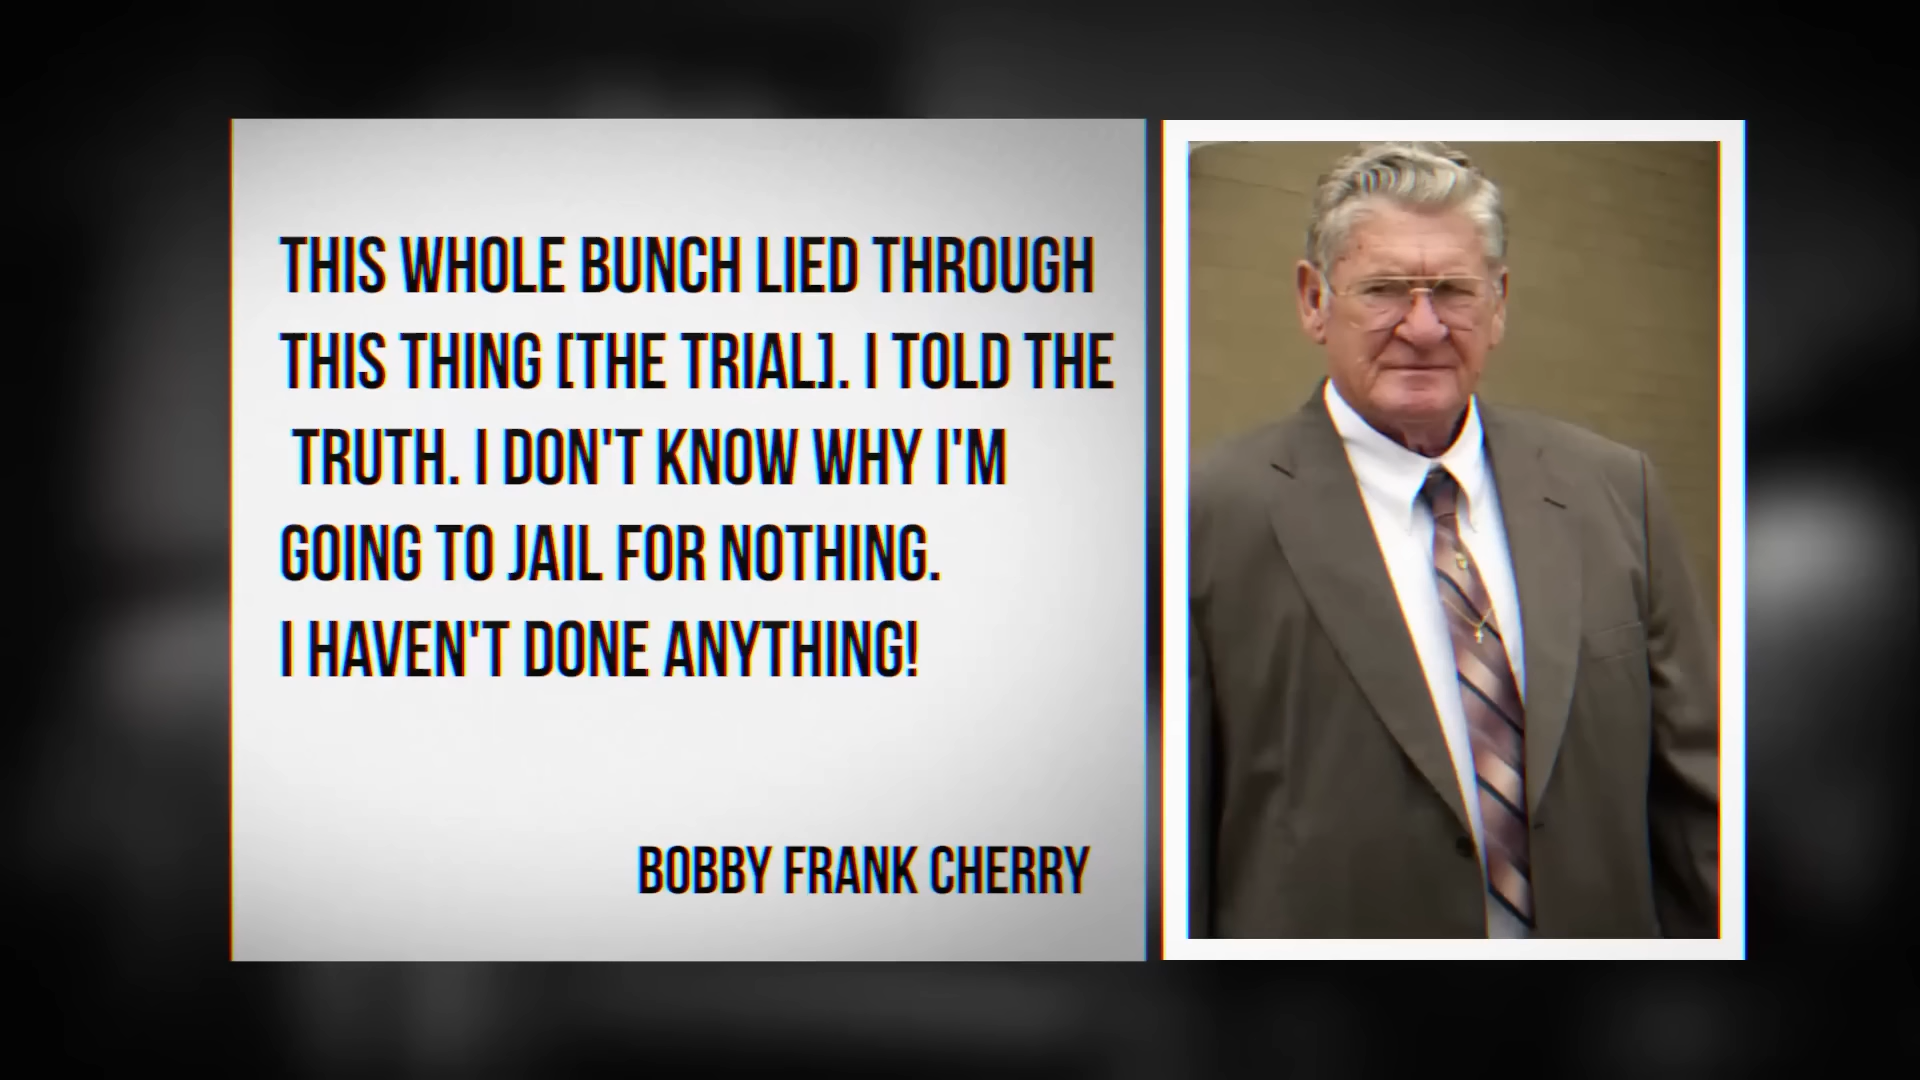 THIS WHOLE BUNCH LIED THROUGH
THIS THING [THE TRIAL]. I TOLD THE
TRUTH. I DON'T KNOW WHY I'M
GOING TO JAIL FOR NOTHING.
I HAVEN'T DONE ANYTHING!
BOBBY FRANK CHERRY